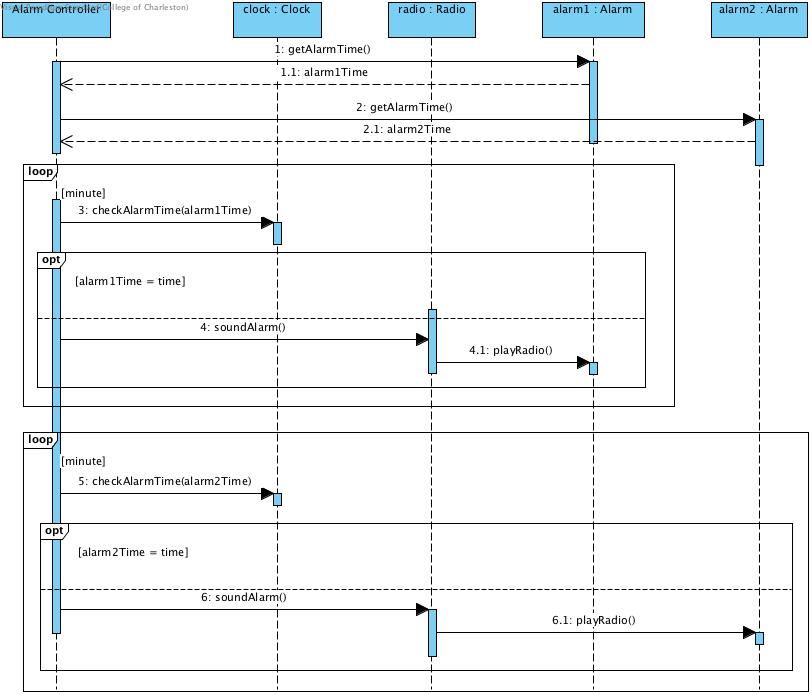 Alarm Controller
clock : Clock
radio : Radio
alarm1 : Alarm
alarm2 : Alarm
(College of Charleston)
1: getAlarmTime()
1.1: alarm1Time
2: getAlarmTime()
2.1: alarm2Time
loop
[minute]
3: checkAlarmTime(alarm1Time)
opt
[alarm1Time = time]
4: soundAlarm()
4.1: playRadio()
loop
[minute]
5: checkAlarmTime(alarm2Time)
opt
[alarm2Time = time]
6: soundAlarm()
6.1: playRadio()